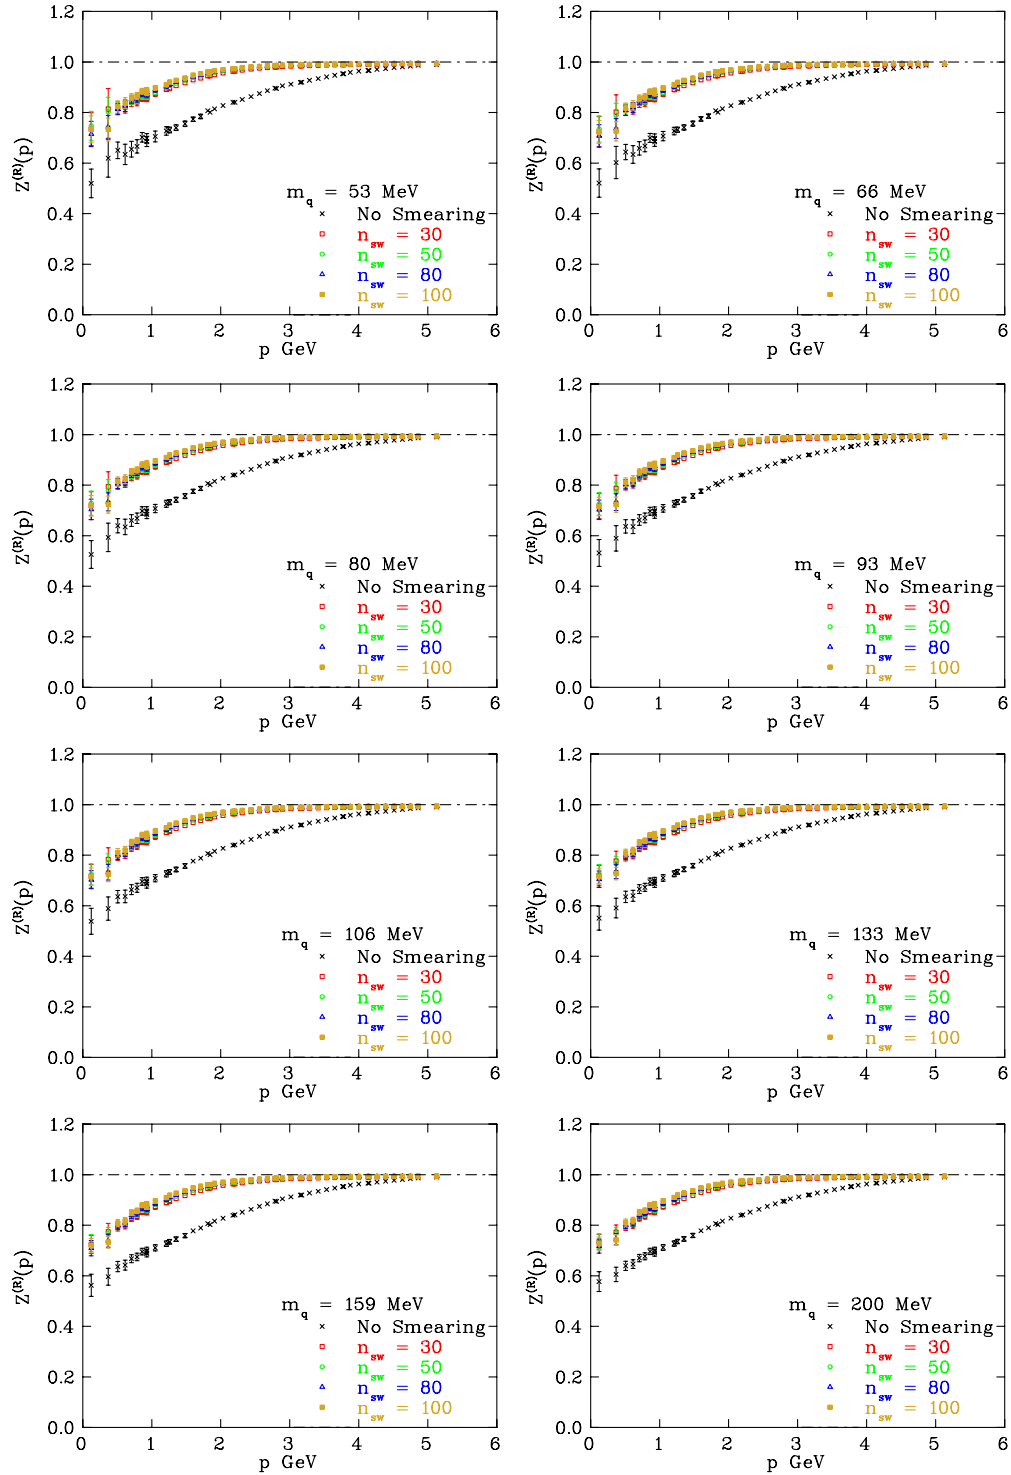 1.2
1.0
0.8
0.6
0.4
0.2
0.0
Z(R)(p)
m_q = 53 MeV
No Smearing
n_sw = 30
n_sw = 50
n_sw = 80
n_sw = 100
0 1 2 3 4 5 6
p GeV
1.2
1.0
0.8
0.6
0.4
0.2
0.0
Z(R)(p)
m_q = 66 MeV
No Smearing
n_sw = 30
n_sw = 50
n_sw = 80
n_sw = 100
0 1 2 3 4 5 6
p GeV
1.2
1.0
0.8
0.6
0.4
0.2
0.0
Z(R)(p)
m_q = 80 MeV
No Smearing
n_sw = 30
n_sw = 50
n_sw = 80
n_sw = 100
0 1 2 3 4 5 6
p GeV
1.2
1.0
0.8
0.6
0.4
0.2
0.0
Z(R)(p)
m_q = 93 MeV
No Smearing
n_sw = 30
n_sw = 50
n_sw = 80
n_sw = 100
0 1 2 3 4 5 6
p GeV
1.2
1.0
0.8
0.6
0.4
0.2
0.0
Z(R)(p)
m_q = 106 MeV
No Smearing
n_sw = 30
n_sw = 50
n_sw = 80
n_sw = 100
0 1 2 3 4 5 6
p GeV
1.2
1.0
0.8
0.6
0.4
0.2
0.0
Z(R)(p)
m_q = 133 MeV
No Smearing
n_sw = 30
n_sw = 50
n_sw = 80
n_sw = 100
0 1 2 3 4 5 6
p GeV
1.2
1.0
0.8
0.6
0.4
0.2
0.0
Z(R)(p)
m_q = 159 MeV
No Smearing
n_sw = 30
n_sw = 50
n_sw = 80
n_sw = 100
0 1 2 3 4 5 6
p GeV
1.2
1.0
0.8
0.6
0.4
0.2
0.0
Z(R)(p)
m_q = 200 MeV
No Smearing
n_sw = 30
n_sw = 50
n_sw = 80
n_sw = 100
0 1 2 3 4 5 6
p GeV